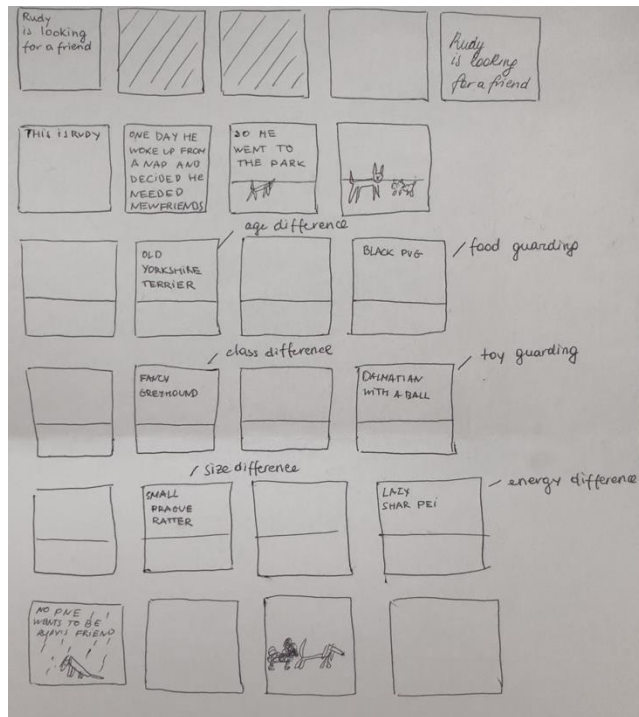 Rudy
is looking
for a friend
Rudy
is looking
for a friend
THIS IS RUDY
ONE DAY HE
WOKE UP FROM
A NAP AND
DECIDED HE
NEEDED
NEW FRIENDS
SO HE
WENT TO
THE PARK
age difference
OLD
YORKSHIRE
TERRIER
BLACK PUG
food guarding
class difference
FANCY
GREYHOUND
DALMATIAN
WITH A BALL
toy guarding
size difference
SMALL
PRAGUE
RATTER
LAZY
SHAR PEI
energy difference
NO ONE
WANTS TO BE
RUDY'S FRIEND